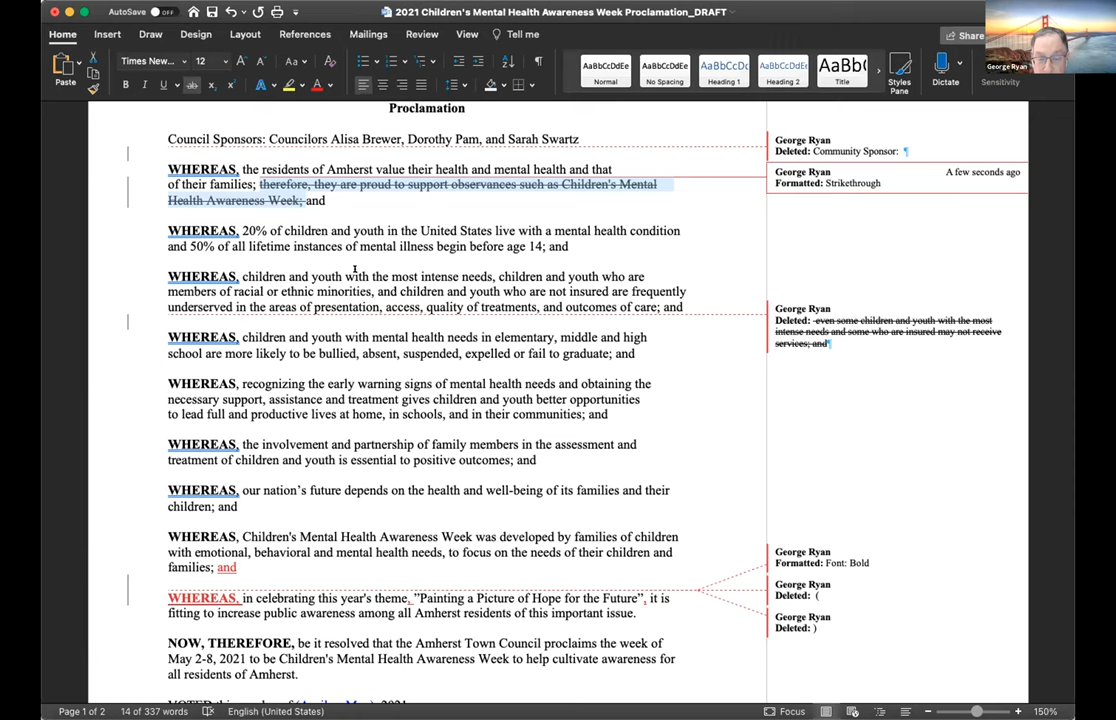 AutoSave OFF
2021 Children's Mental Health Awareness Week Proclamation_DRAFT
Home Insert Draw Design Layout References Mailings Review View Tell me
Share
George Ryan
Paste
Times New... 12
AaBbCcDdEe AaBbCcDdEe AaBbCcDc AaBbCcDdEe AaBb(
Normal No Spacing Heading 1 Heading 2 Title
Styles Pane
Dictate
Sensitivity
Proclamation
Council Sponsors: Councilors Alisa Brewer, Dorothy Pam, and Sarah Swartz
WHEREAS, the residents of Amherst value their health and mental health and that
of their families; therefore, they are proud to support observances such as Children's Mental
Health Awareness Week; and
WHEREAS, 20% of children and youth in the United States live with a mental health condition
and 50% of all lifetime instances of mental illness begin before age 14; and
WHEREAS, children and youth with the most intense needs, children and youth who are
members of racial or ethnic minorities, and children and youth who are not insured are frequently
underserved in the areas of presentation, access, quality of treatments, and outcomes of care; and
WHEREAS, children and youth with mental health needs in elementary, middle and high
school are more likely to be bullied, absent, suspended, expelled or fail to graduate; and
WHEREAS, recognizing the early warning signs of mental health needs and obtaining the
necessary support, assistance and treatment gives children and youth better opportunities
to lead full and productive lives at home, in schools, and in their communities; and
WHEREAS, the involvement and partnership of family members in the assessment and
treatment of children and youth is essential to positive outcomes; and
WHEREAS, our nation's future depends on the health and well-being of its families and their
children; and
WHEREAS, Children's Mental Health Awareness Week was developed by families of children
with emotional, behavioral and mental health needs, to focus on the needs of their children and
families; and
WHEREAS, in celebrating this year's theme, "Painting a Picture of Hope for the Future", it is
fitting to increase public awareness among all Amherst residents of this important issue.
NOW, THEREFORE, be it resolved that the Amherst Town Council proclaims the week of
May 2-8, 2021 to be Children's Mental Health Awareness Week to help cultivate awareness for
all residents of Amherst.
George Ryan
Deleted: Community Sponsor: ¶
George Ryan A few seconds ago
Formatted: Strikethrough
George Ryan
Deleted: even some children and youth with the most
intense needs and some who are insured may not receive
services; and¶
George Ryan
Formatted: Font: Bold
George Ryan
Deleted: (
George Ryan
Deleted: )
Page 1 of 2 14 of 337 words English (United States) Focus 150%